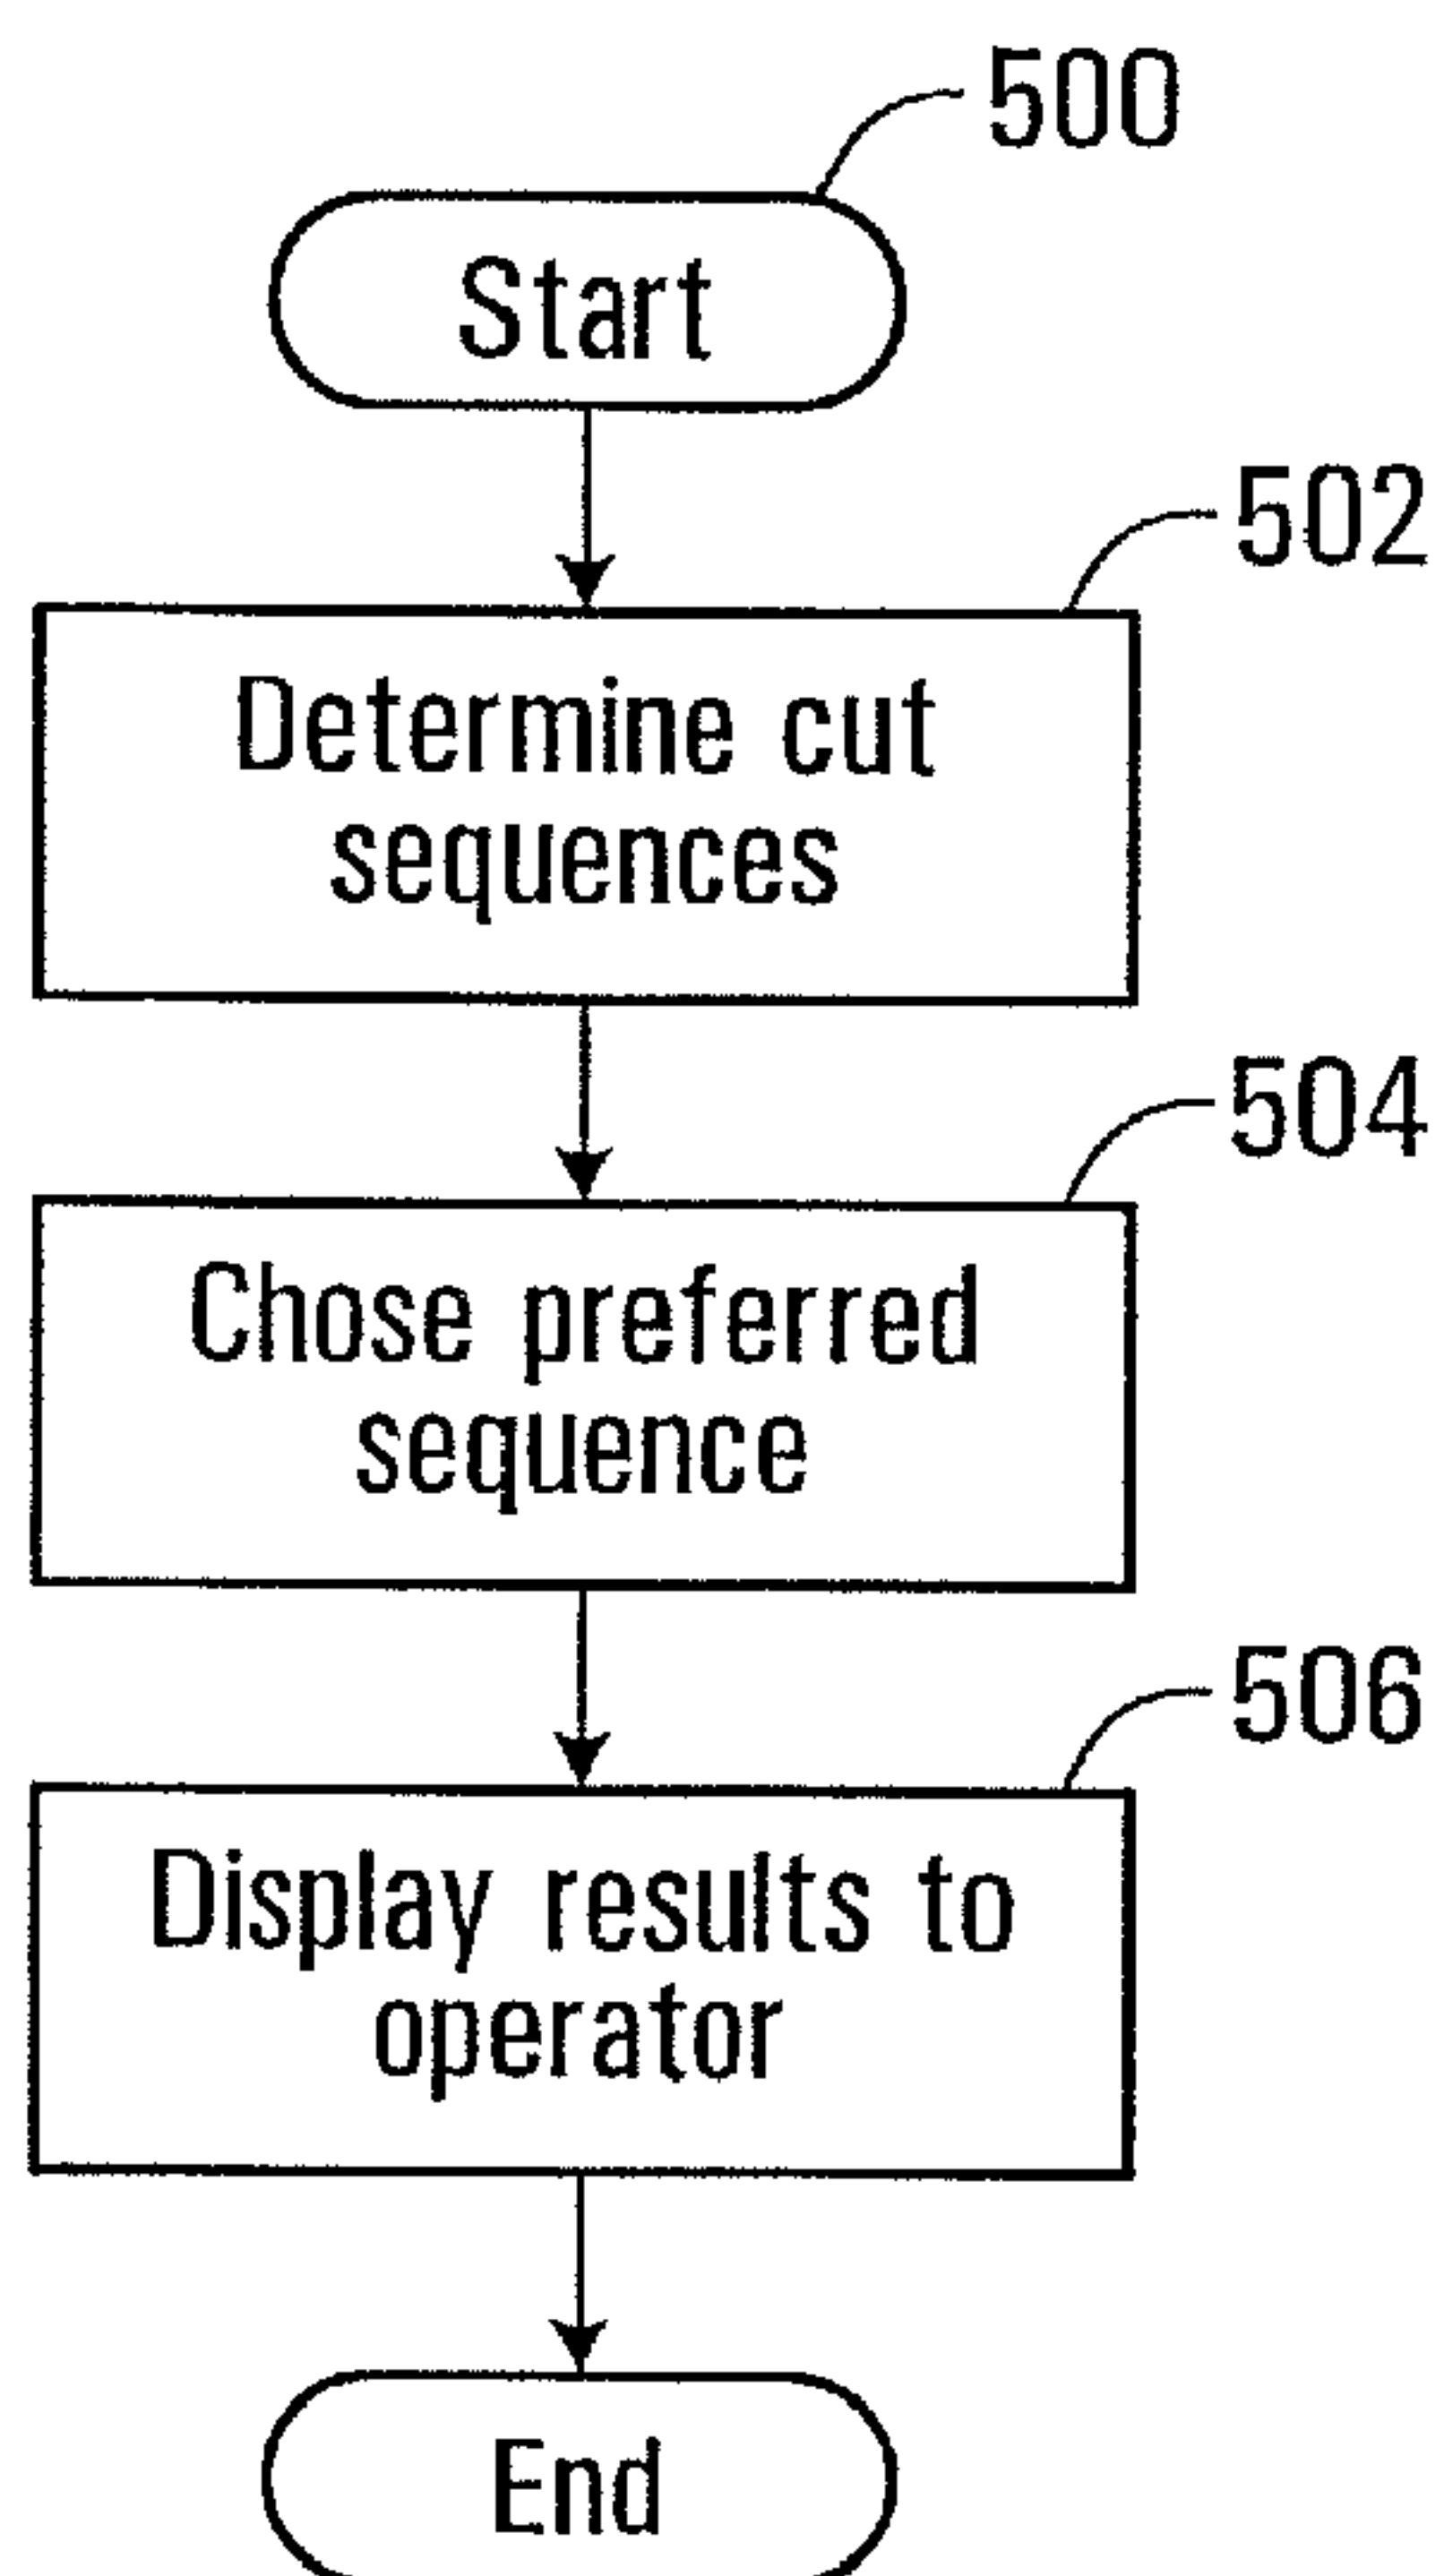 500
Start
502
Determine cut
sequences
504
Chose preferred
sequence
506
Display results to
operator
End